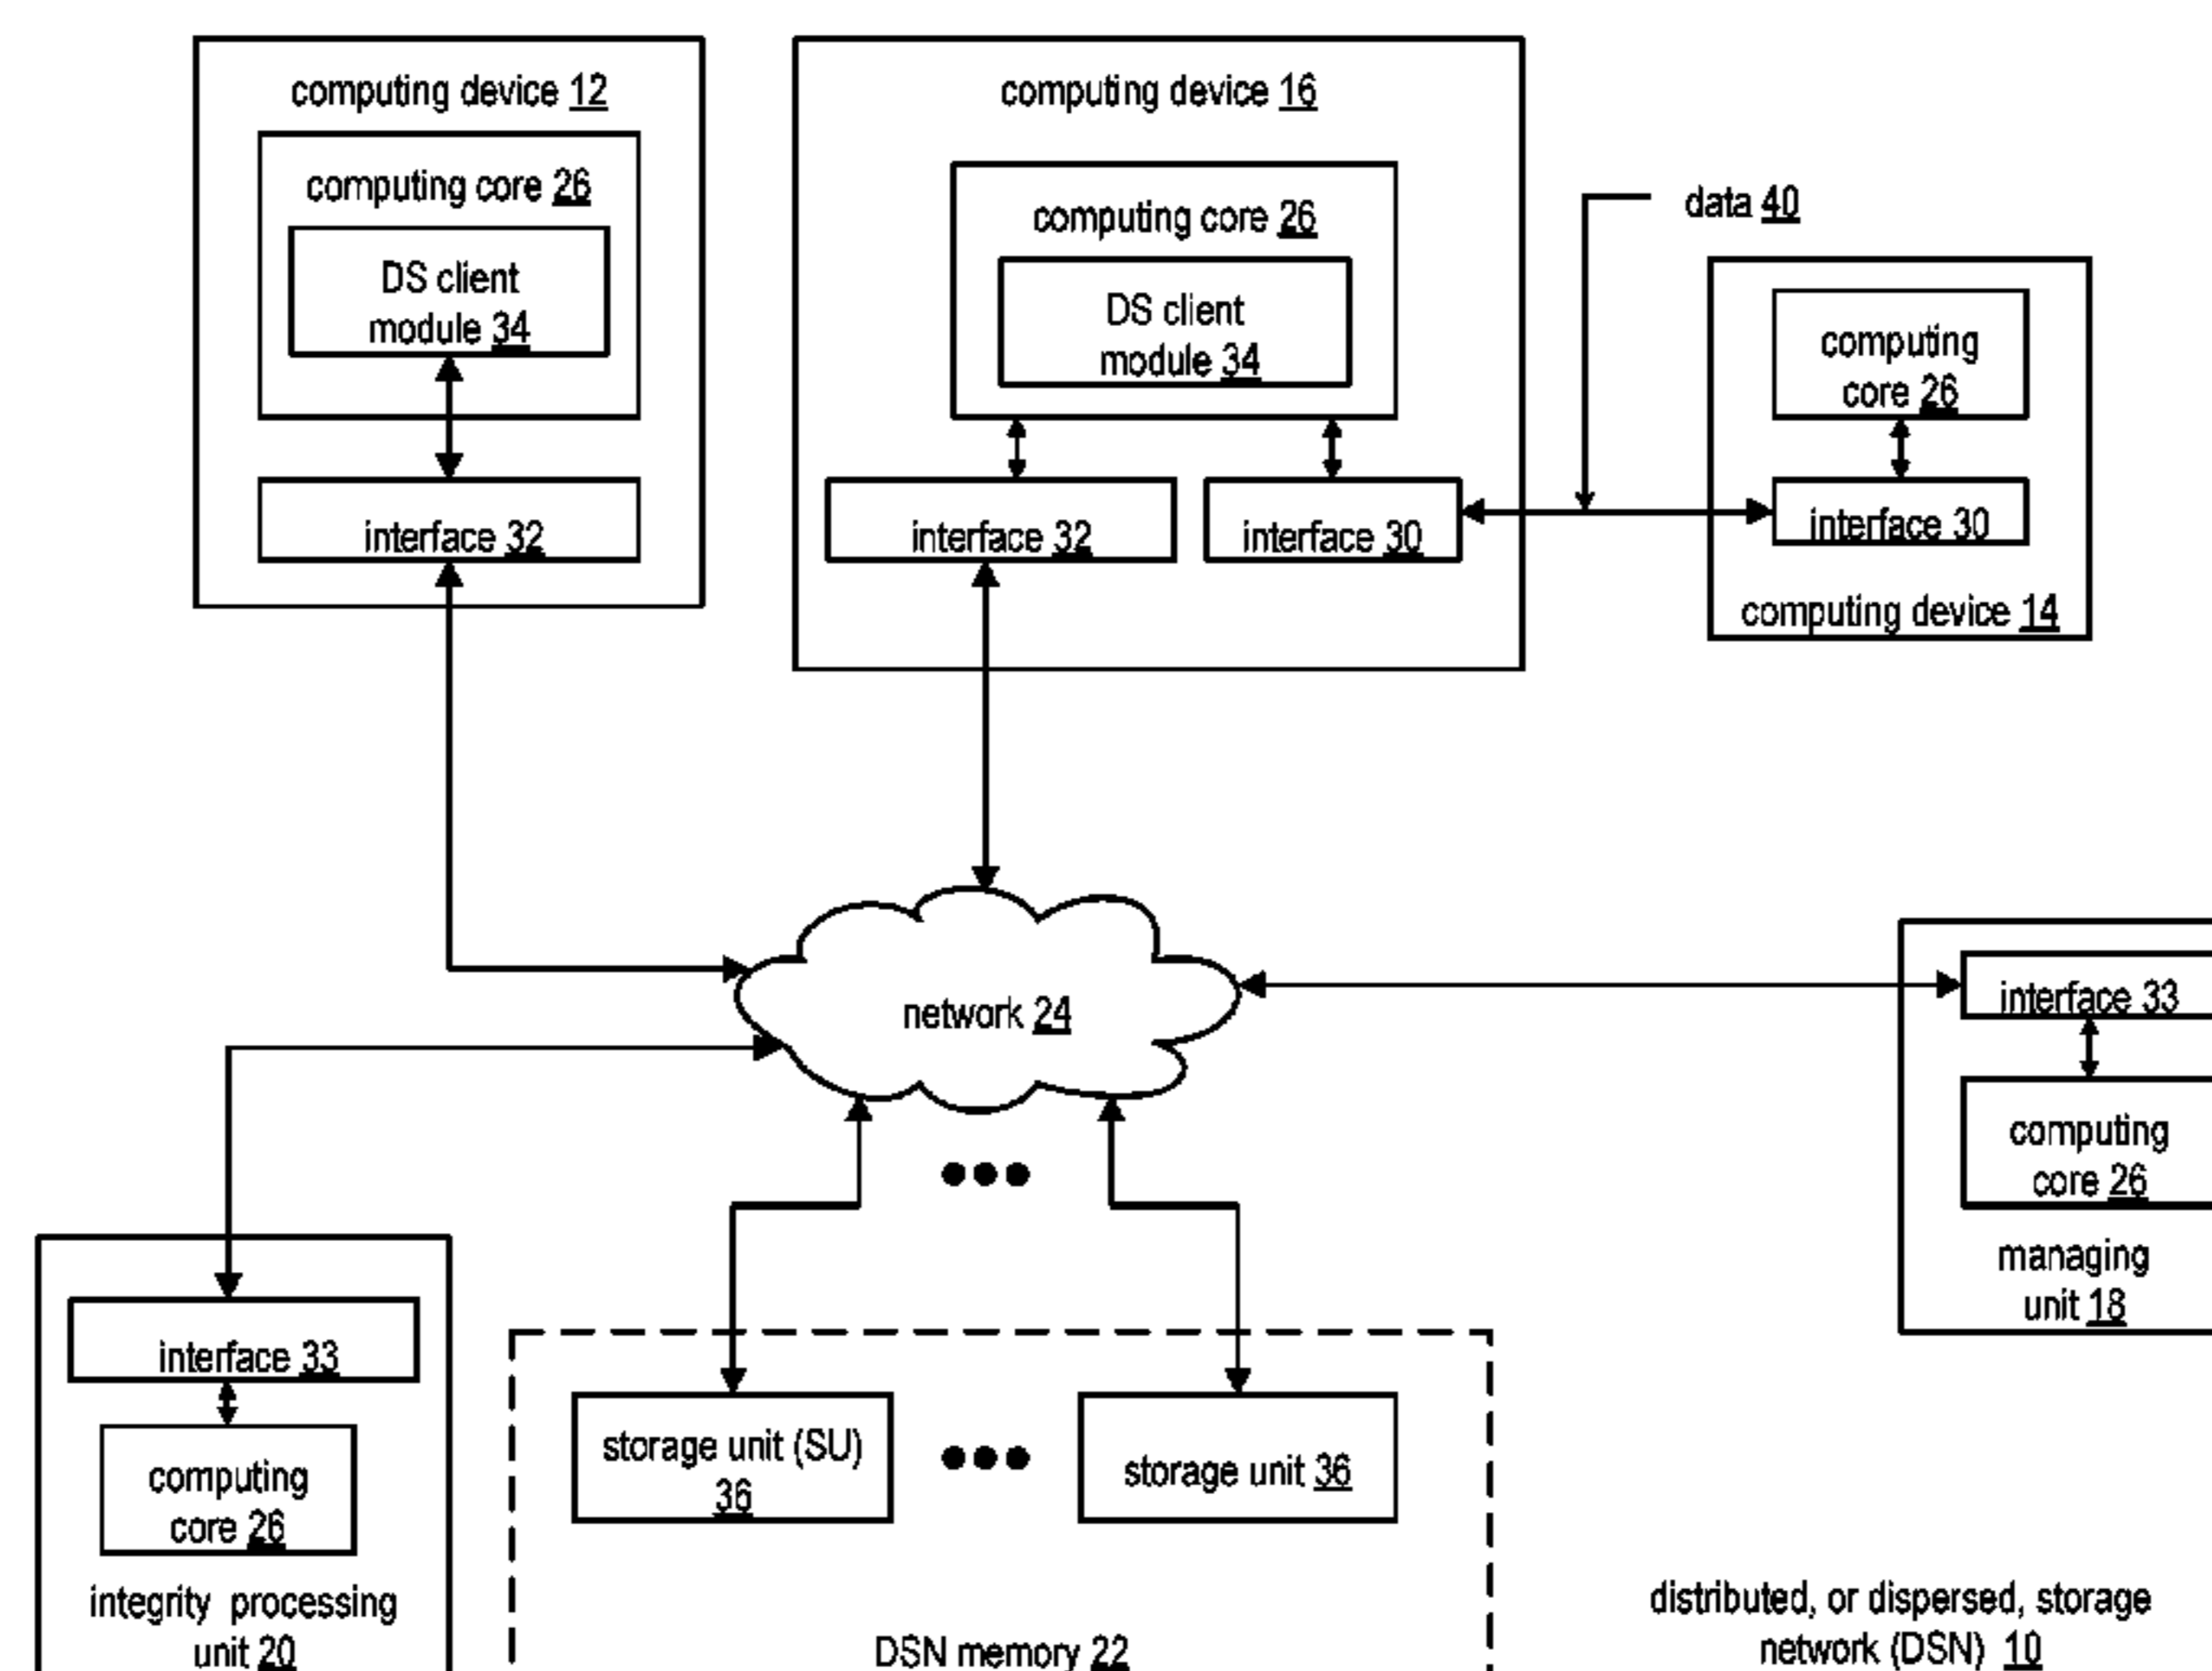 computing device 12
computing core 26
DS client
module 34
interface 32
computing device 16
computing core 26
DS client
module 34
interface 32
interface 30
data 40
computing
core 26
interface 30
computing device 14
network 24
interface 33
computing
core 26
managing
unit 18
interface 33
computing
core 26
integrity processing
unit 20
storage unit (SU)
36
storage unit 36
DSN memory 22
distributed, or dispersed, storage
network (DSN) 10